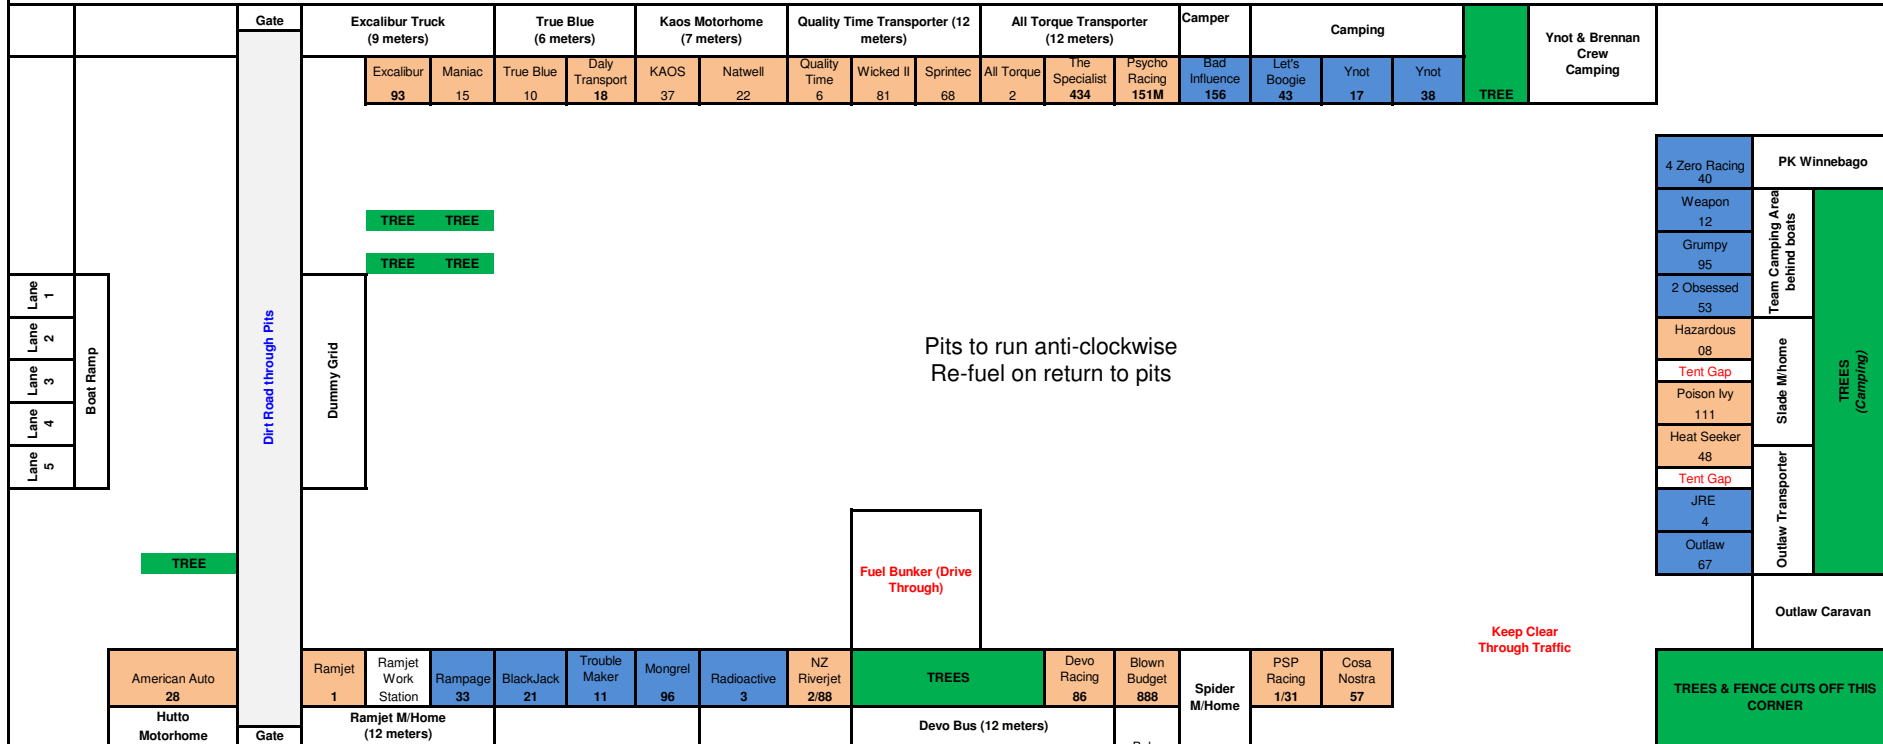 Gate
Excalibur Truck
(9 meters)
True Blue
(6 meters)
Kaos Motorhome
(7 meters)
Quality Time Transporter (12
meters)
All Torque Transporter
(12 meters)
Camper
Camping
Ynot & Brennan
Crew
Camping
Excalibur
93
Maniac
15
True Blue
10
Daly
Transport
18
KAOS
37
Natwell
22
Quality
Time
6
Wicked II
81
Sprintec
68
All Torque
2
The
Specialist
434
Psycho
Racing
151M
Bad
Influence
156
Let's
Boogie
43
Ynot
17
Ynot
38
TREE
4 Zero Racing
40
PK Winnebago
Weapon
12
Grumpy
95
2 Obsessed
53
Team Camping Area
behind boats
Hazardous
08
Tent Gap
Poison Ivy
111
Slade M/home
Heat Seeker
48
Tent Gap
JRE
4
Outlaw
67
Outlaw Transporter
TREES
(Camping)
TREE TREE
TREE TREE
Lane
1
Lane
2
Lane
3
Lane
4
Lane
5
Boat Ramp
Dirt Road through Pits
Dummy Grid
Pits to run anti-clockwise
Re-fuel on return to pits
TREE
Fuel Bunker (Drive
Through)
Outlaw Caravan
Keep Clear
Through Traffic
American Auto
28
Ramjet
1
Ramjet
Work
Station
Rampage
33
BlackJack
21
Trouble
Maker
11
Mongrel
96
Radioactive
3
NZ
Riverjet
2/88
TREES
Devo
Racing
86
Blown
Budget
888
Spider
M/Home
PSP
Racing
1/31
Cosa
Nostra
57
TREES & FENCE CUTS OFF THIS
CORNER
Hutto
Motorhome
Gate
Ramjet M/Home
(12 meters)
Devo Bus (12 meters)